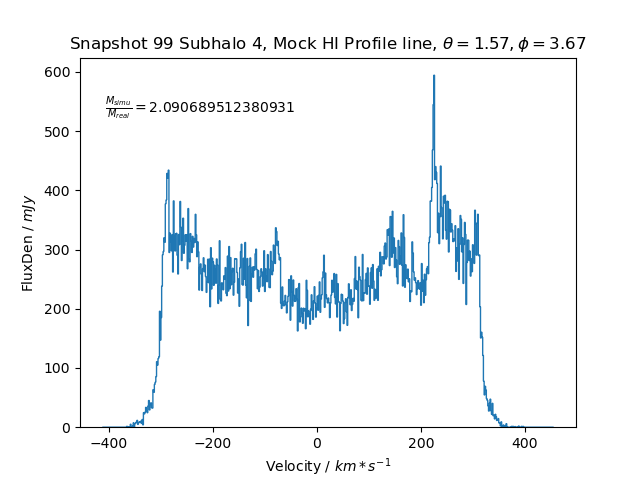 Snapshot 99 Subhalo 4, Mock HI Profile line, θ = 1.57, ϕ = 3.67
M_simu/M_real = 2.090689512380931
FluxDen / mJy
600
500
400
300
200
100
0
−400 −200 0 200 400
Velocity / km * s⁻¹